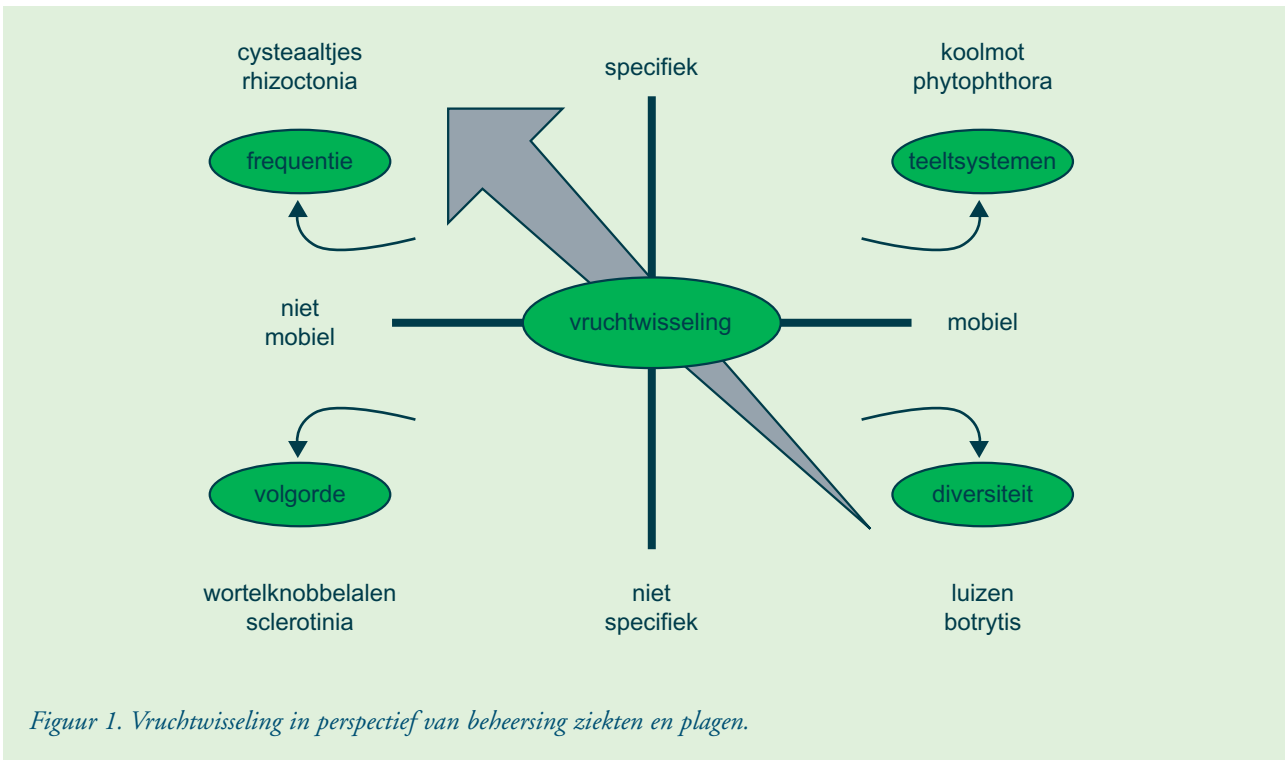 cysteaaltjes
rhizoctonia
specifiek
koolmot
phytophthora
frequentie
teeltsystemen
niet
mobiel
vruchtwisseling
mobiel
volgorde
diversiteit
wortelknobbelalen
sclerotinia
niet
specifiek
luizen
botrytis
Figuur 1. Vruchtwisseling in perspectief van beheersing ziekten en plagen.